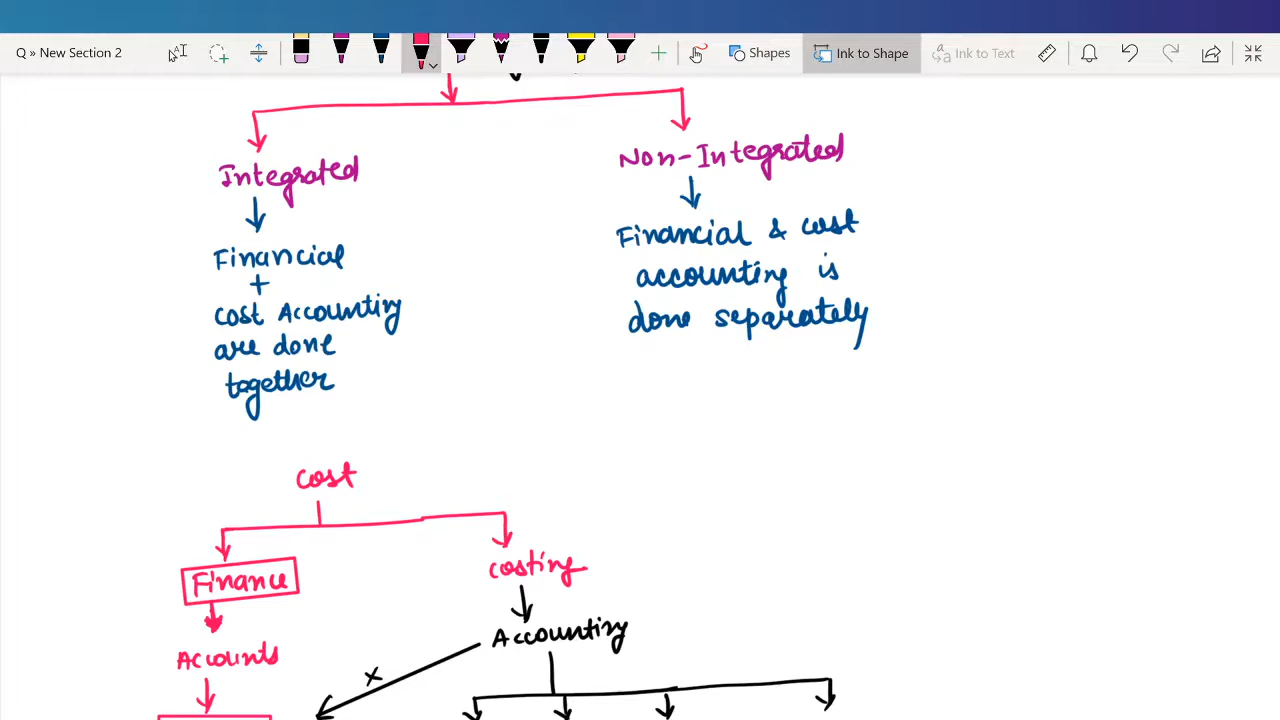 Q » New Section 2
Shapes
Ink to Shape
Ink to Text
Integrated
Non-Integrated
Financial
+
cost Accounting
are done
together
Financial & cost
accounting is
done separately
cost
Finance
costing
Accounts
Accounting
x